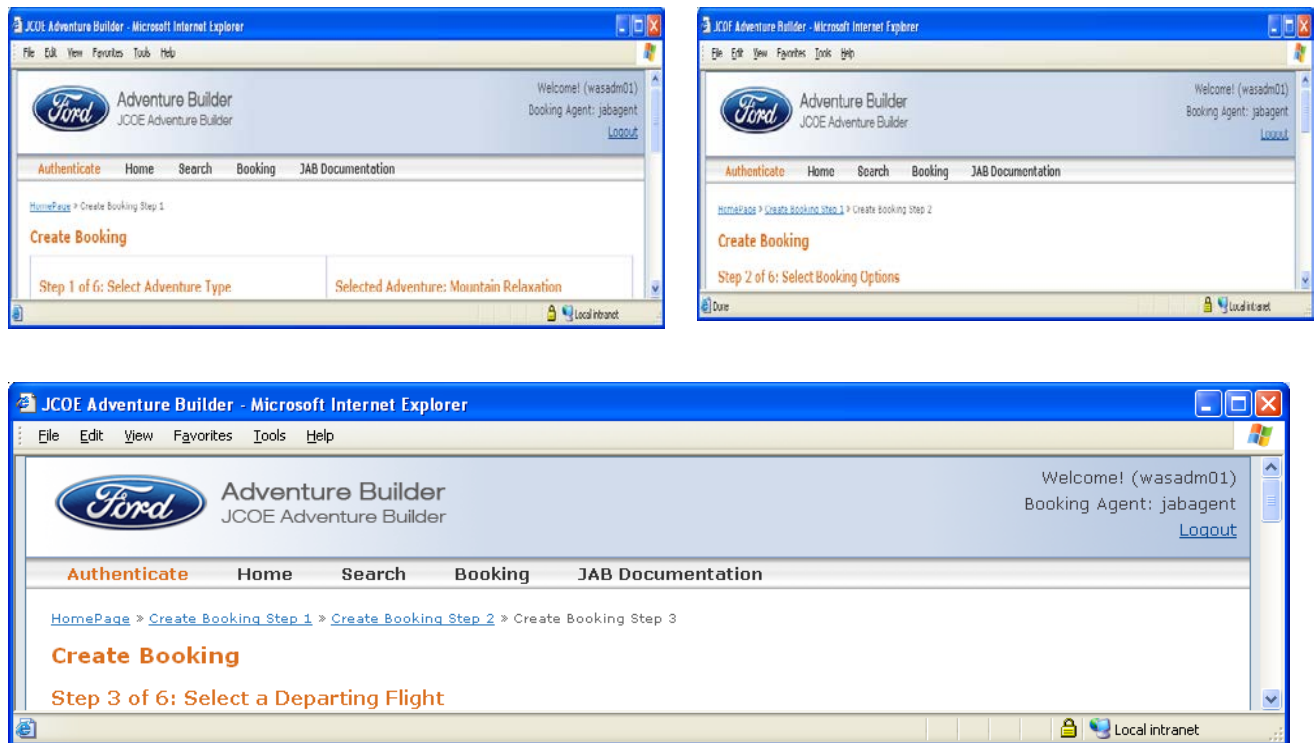 JCOE Adventure Builder - Microsoft Internet Explorer
File Edit View Favorites Tools Help
Ford
Adventure Builder
JCOE Adventure Builder
Welcome! (wasadm01)
Booking Agent: jabagent
Logout
Authenticate Home Search Booking JAB Documentation
HomePage » Create Booking Step 1
Create Booking
Step 1 of 6: Select Adventure Type
Selected Adventure: Mountain Relaxation
Local intranet
JCOE Adventure Builder - Microsoft Internet Explorer
File Edit View Favorites Tools Help
Ford
Adventure Builder
JCOE Adventure Builder
Welcome! (wasadm01)
Booking Agent: jabagent
Logout
Authenticate Home Search Booking JAB Documentation
HomePage » Create Booking Step 1 » Create Booking Step 2
Create Booking
Step 2 of 6: Select Booking Options
Done
Local intranet
JCOE Adventure Builder - Microsoft Internet Explorer
File Edit View Favorites Tools Help
Ford
Adventure Builder
JCOE Adventure Builder
Welcome! (wasadm01)
Booking Agent: jabagent
Logout
Authenticate Home Search Booking JAB Documentation
HomePage » Create Booking Step 1 » Create Booking Step 2 » Create Booking Step 3
Create Booking
Step 3 of 6: Select a Departing Flight
Local intranet